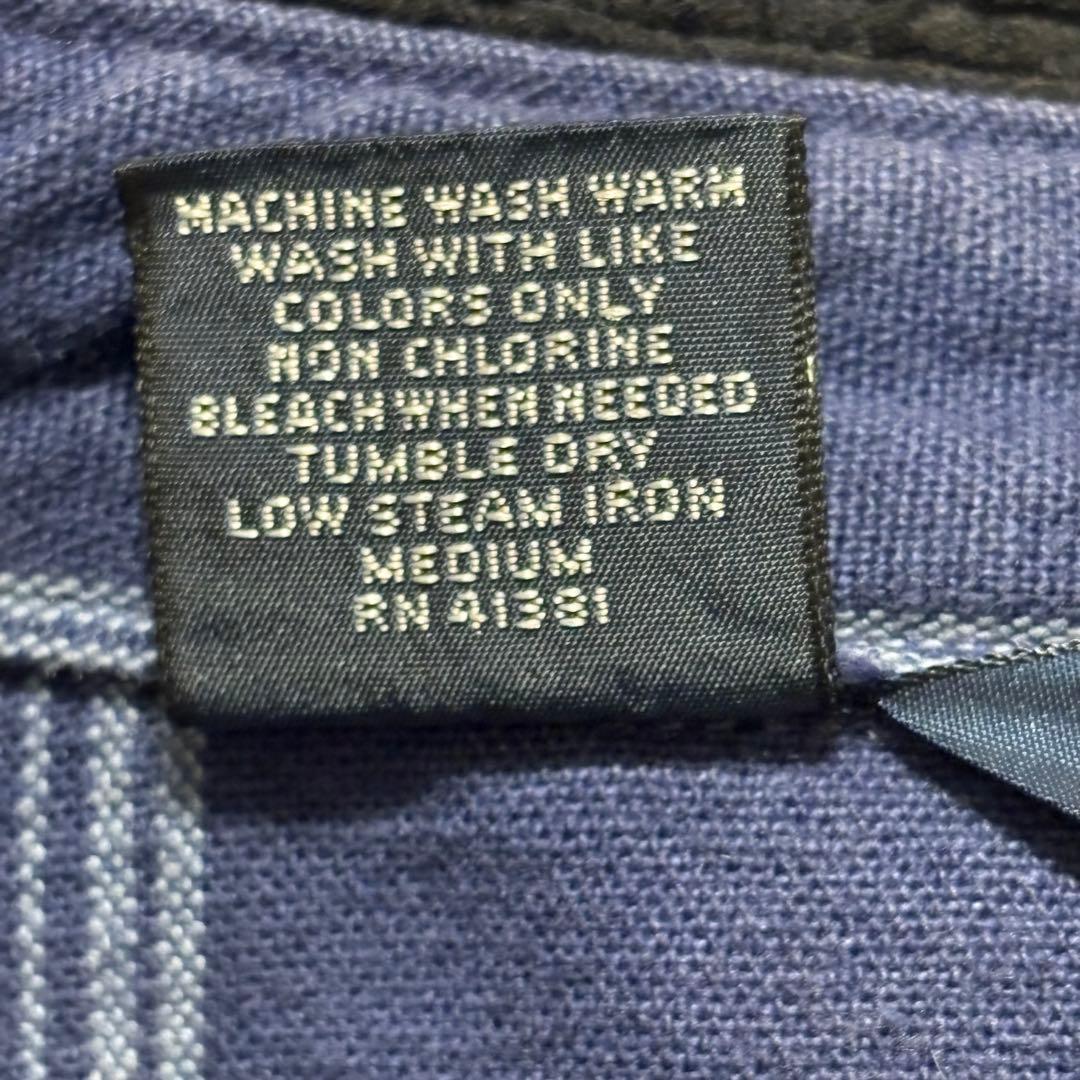 MACHINE WASH WARM
WASH WITH LIKE
COLORS ONLY
NON CHLORINE
BLEACH WHEN NEEDED
TUMBLE DRY
LOW STEAM IRON
MEDIUM
RN 41381